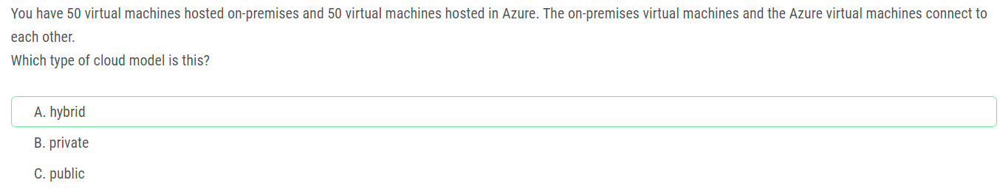 You have 50 virtual machines hosted on-premises and 50 virtual machines hosted in Azure. The on-premises virtual machines and the Azure virtual machines connect to
each other.
Which type of cloud model is this?
A. hybrid
B. private
C. public